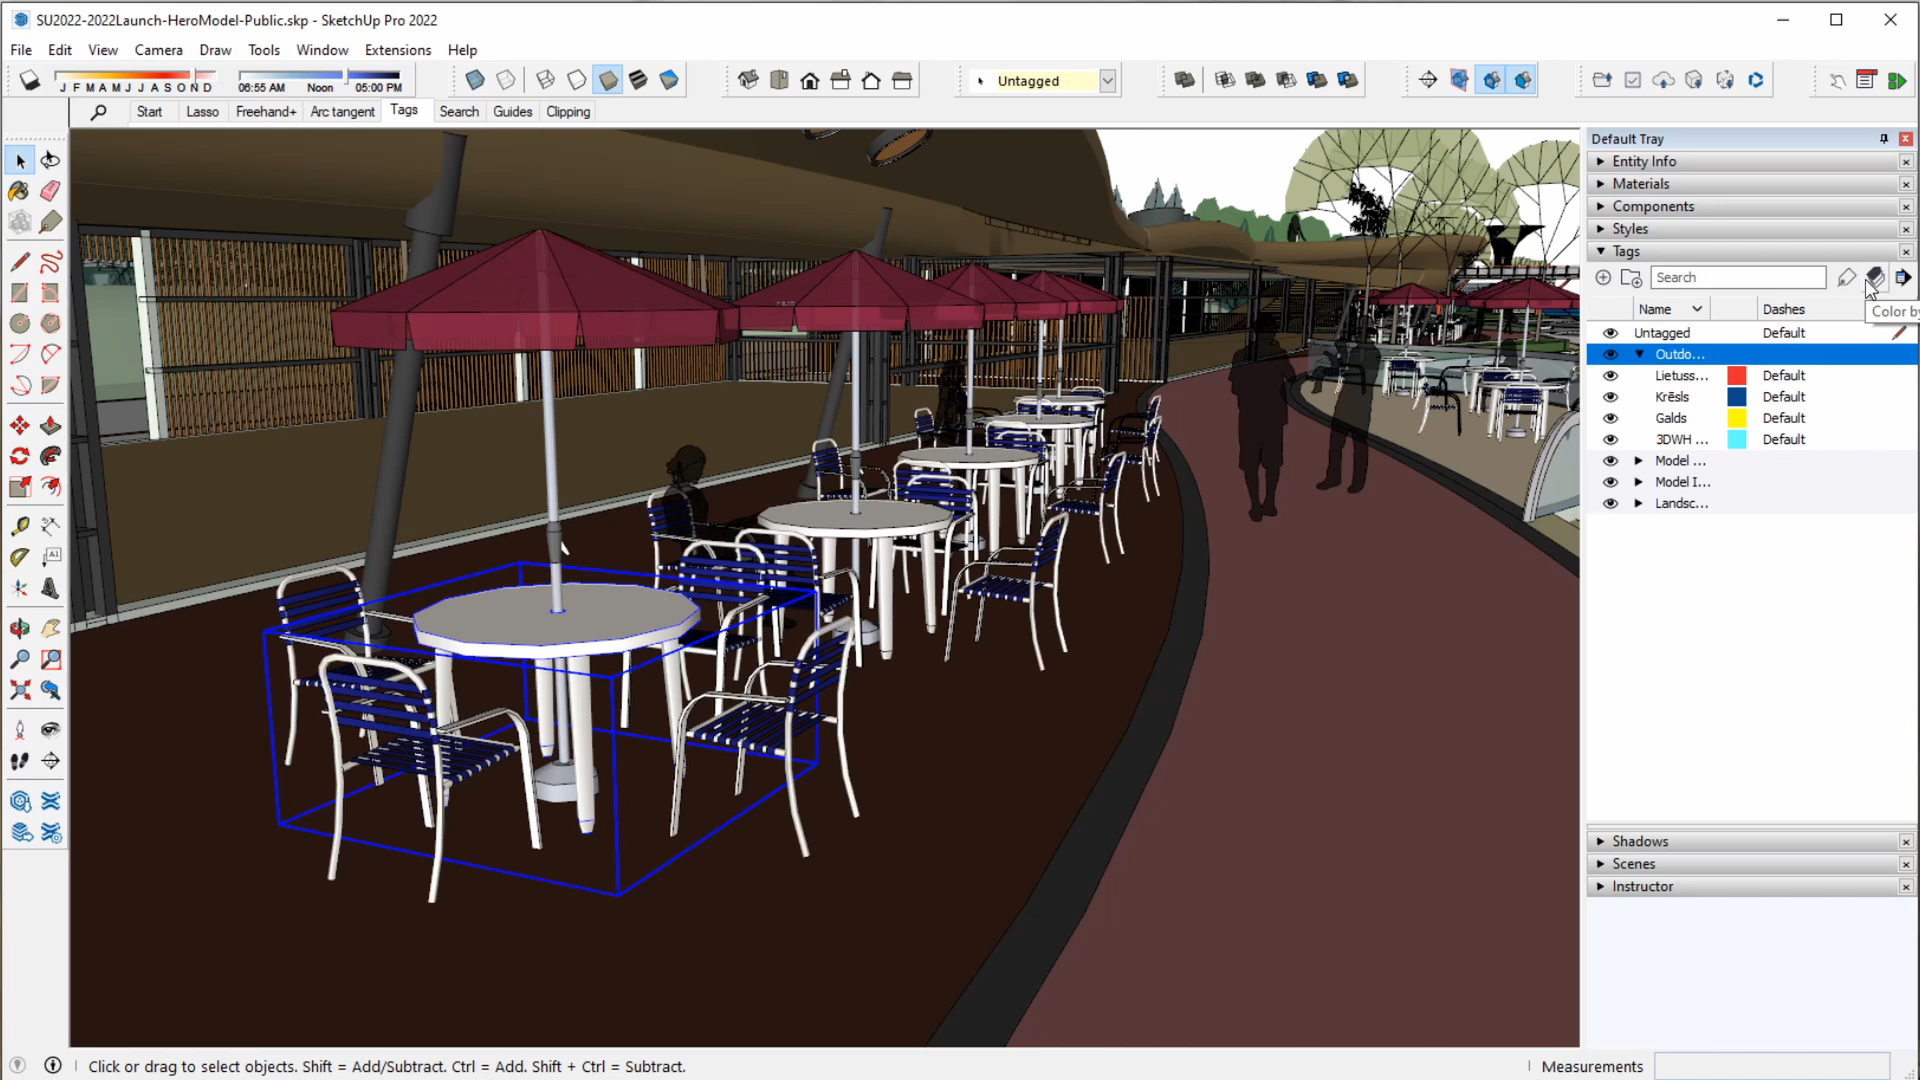 SU2022-2022Launch-HeroModel-Public.skp - SketchUp Pro 2022
File Edit View Camera Draw Tools Window Extensions Help
J F M A M J J A S O N D 06:55 AM Noon 05:00 PM Untagged
Start Lasso Freehand+ Arc tangent Tags Search Guides Clipping
Default Tray
Entity Info
Materials
Components
Styles
Tags
Search
Name Dashes
Color by
Untagged Default
Outdo...
Lietuss... Default
Krēsls Default
Galds Default
3DWH ... Default
Model ...
Model I...
Landsc...
A1
Shadows
Scenes
Instructor
Click or drag to select objects. Shift = Add/Subtract. Ctrl = Add. Shift + Ctrl = Subtract.
Measurements